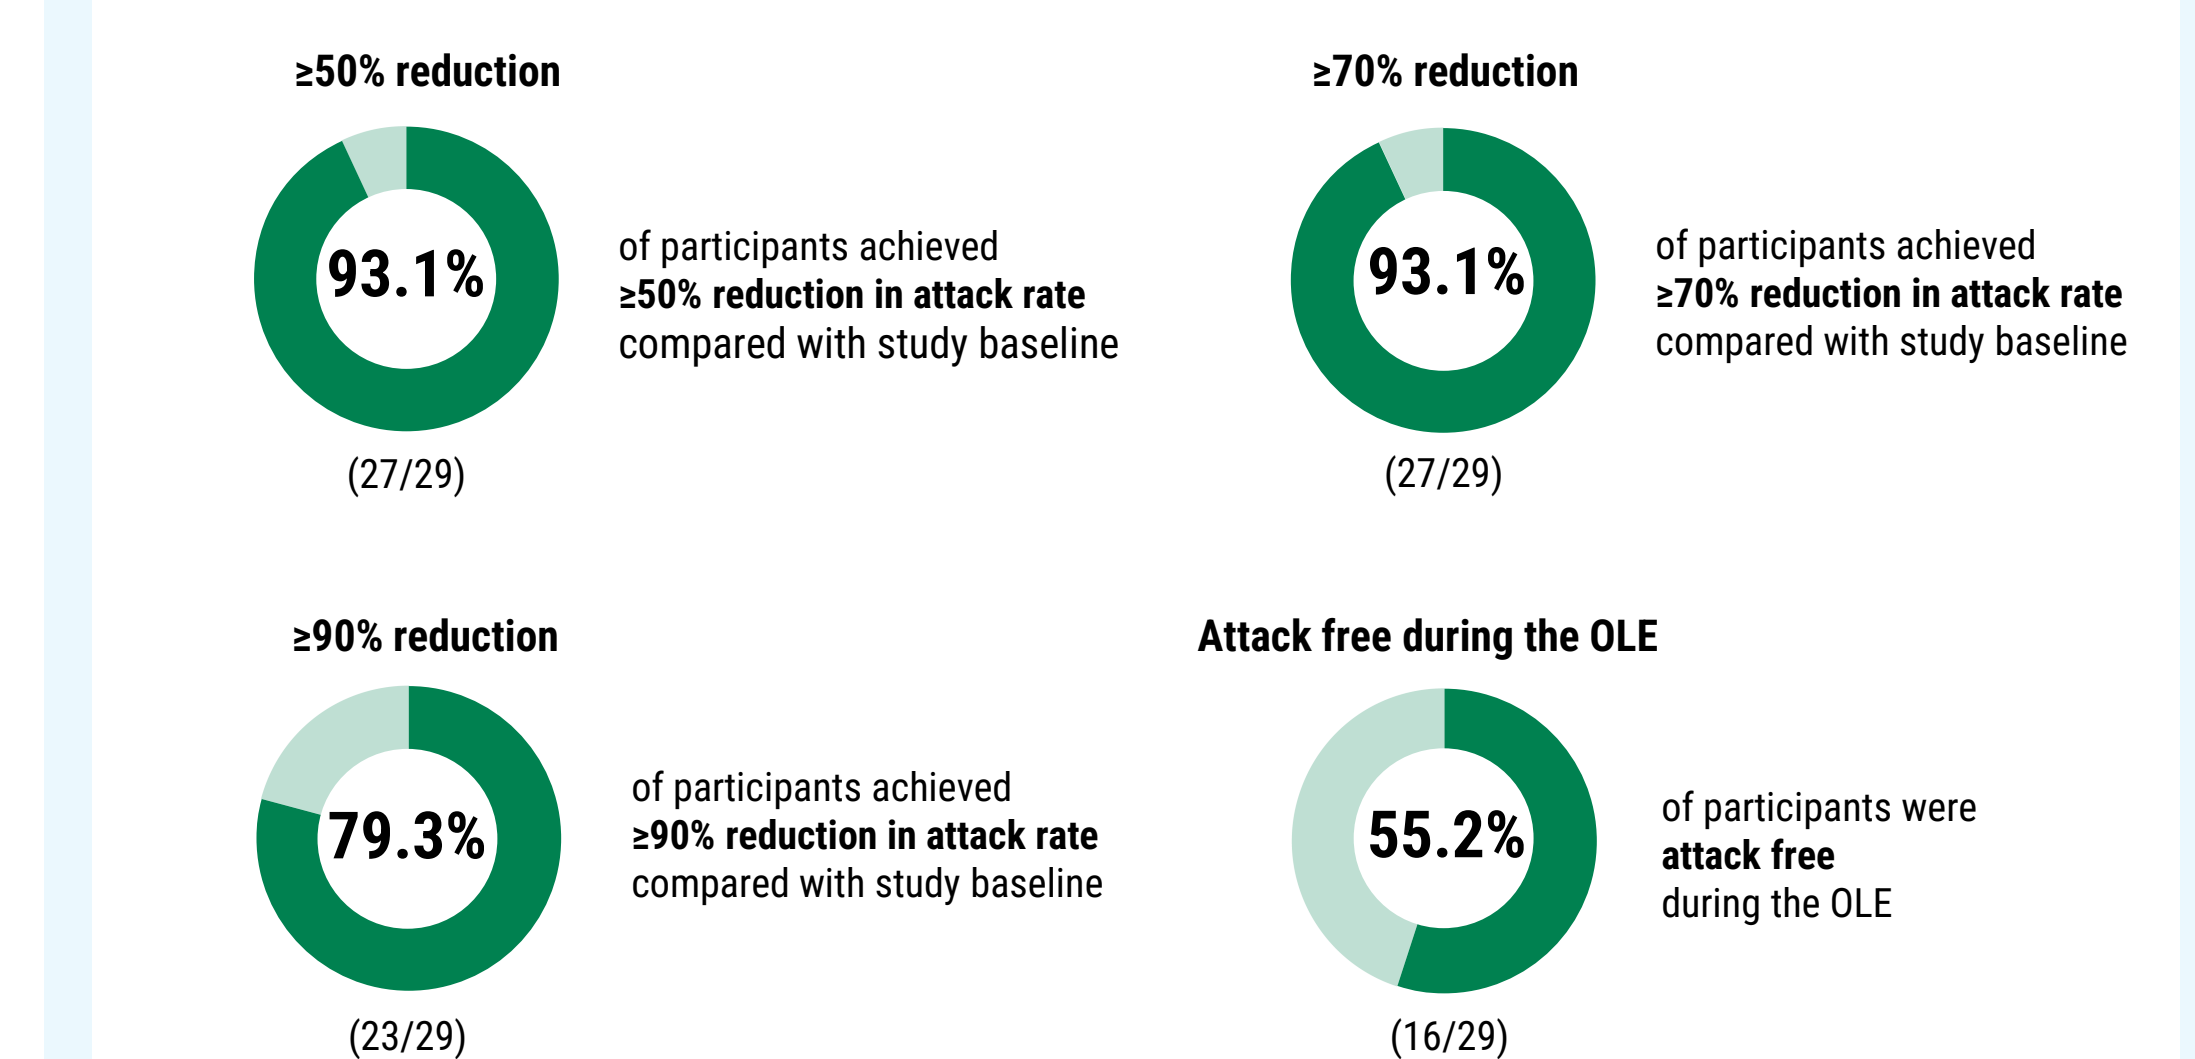 ≥50% reduction
93.1%
of participants achieved
≥50% reduction in attack rate
compared with study baseline
(27/29)
≥70% reduction
93.1%
of participants achieved
≥70% reduction in attack rate
compared with study baseline
(27/29)
≥90% reduction
79.3%
of participants achieved
≥90% reduction in attack rate
compared with study baseline
(23/29)
Attack free during the OLE
55.2%
of participants were
attack free
during the OLE
(16/29)